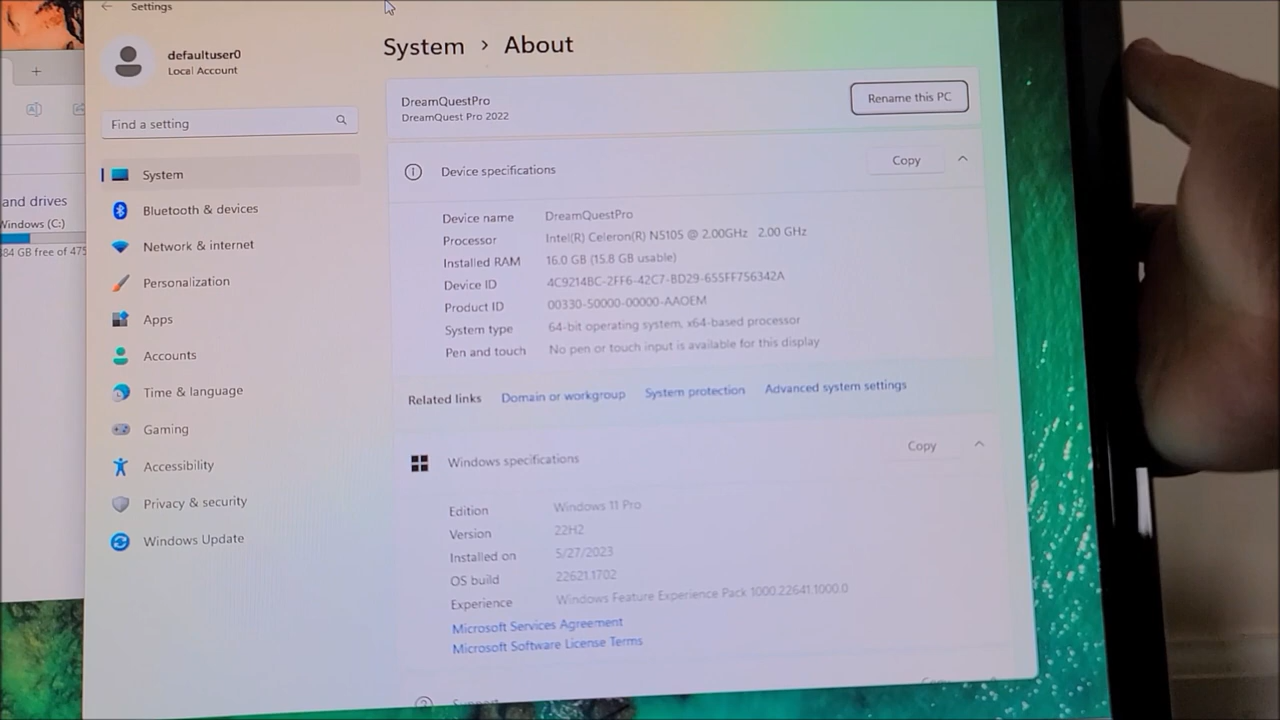 Settings
defaultuser0
Local Account
Find a setting
System
Bluetooth & devices
Network & internet
Personalization
Apps
Accounts
Time & language
Gaming
Accessibility
Privacy & security
Windows Update
and drives
Windows (C:)
84 GB free of 475
System > About
DreamQuestPro
DreamQuest Pro 2022
Rename this PC
Device specifications
Copy
Device name DreamQuestPro
Processor Intel(R) Celeron(R) N5105 @ 2.00GHz 2.00 GHz
Installed RAM 16.0 GB (15.8 GB usable)
Device ID 4C9214BC-2FF6-42C7-BD29-655FF756342A
Product ID 00330-50000-00000-AAOEM
System type 64-bit operating system, x64-based processor
Pen and touch No pen or touch input is available for this display
Related links Domain or workgroup System protection Advanced system settings
Windows specifications
Copy
Edition Windows 11 Pro
Version 22H2
Installed on 5/27/2023
OS build 22621.1702
Experience Windows Feature Experience Pack 1000.22641.1000.0
Microsoft Services Agreement
Microsoft Software License Terms
Support